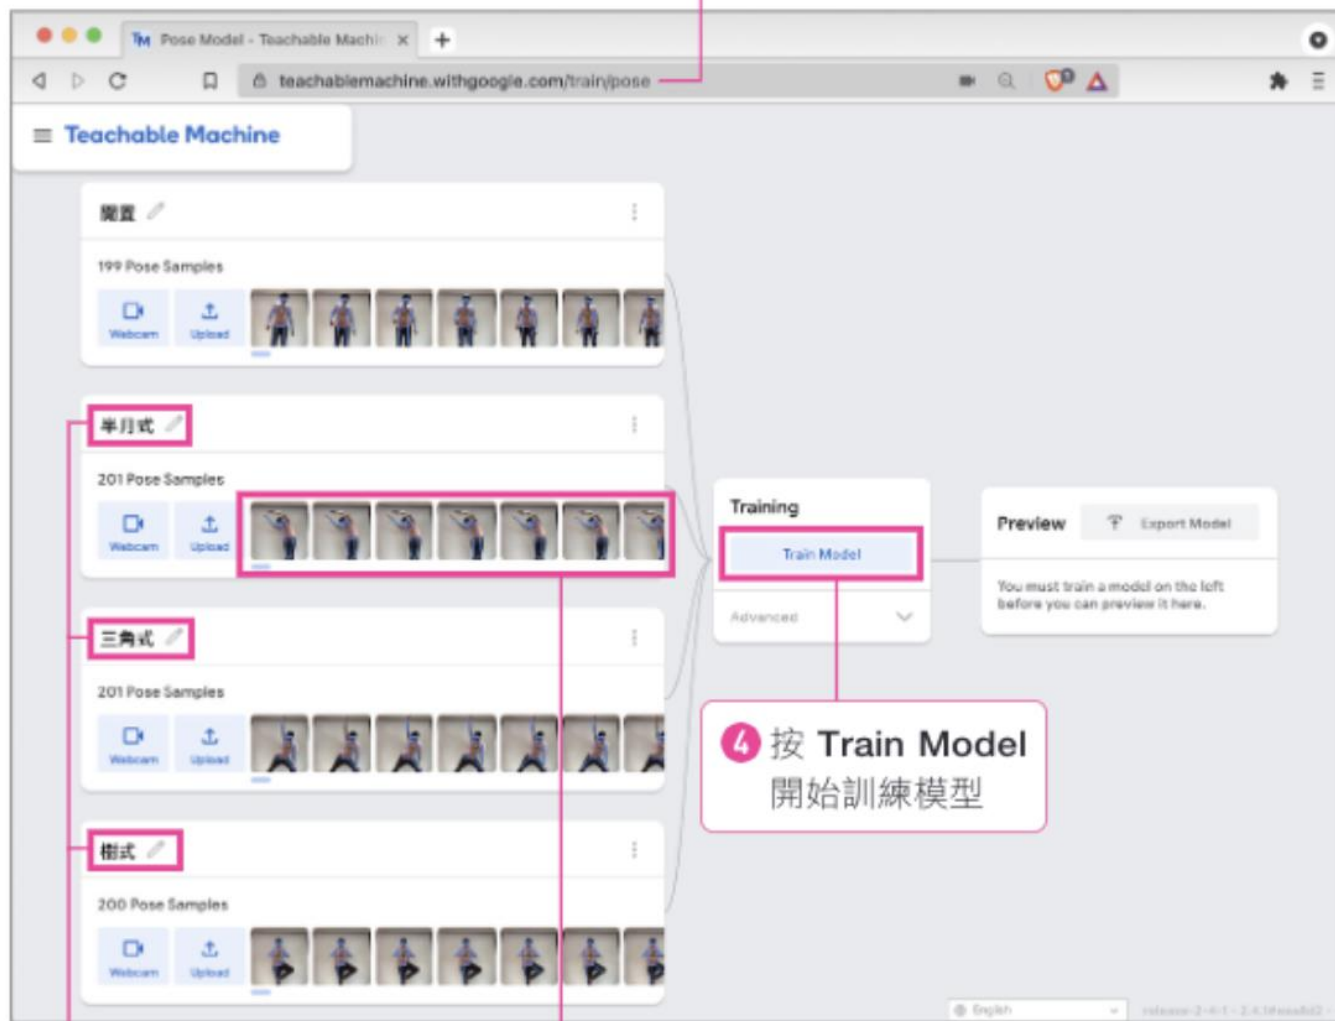 Pose Model - Teachable Machin
teachablemachine.withgoogle.com/train/pose
Teachable Machine
閒置
199 Pose Samples
Webcam
Upload
半月式
201 Pose Samples
Webcam
Upload
三角式
201 Pose Samples
Webcam
Upload
樹式
200 Pose Samples
Webcam
Upload
Training
Train Model
Advanced
Preview
Export Model
You must train a model on the left
before you can preview it here.
4 按 Train Model
開始訓練模型
English